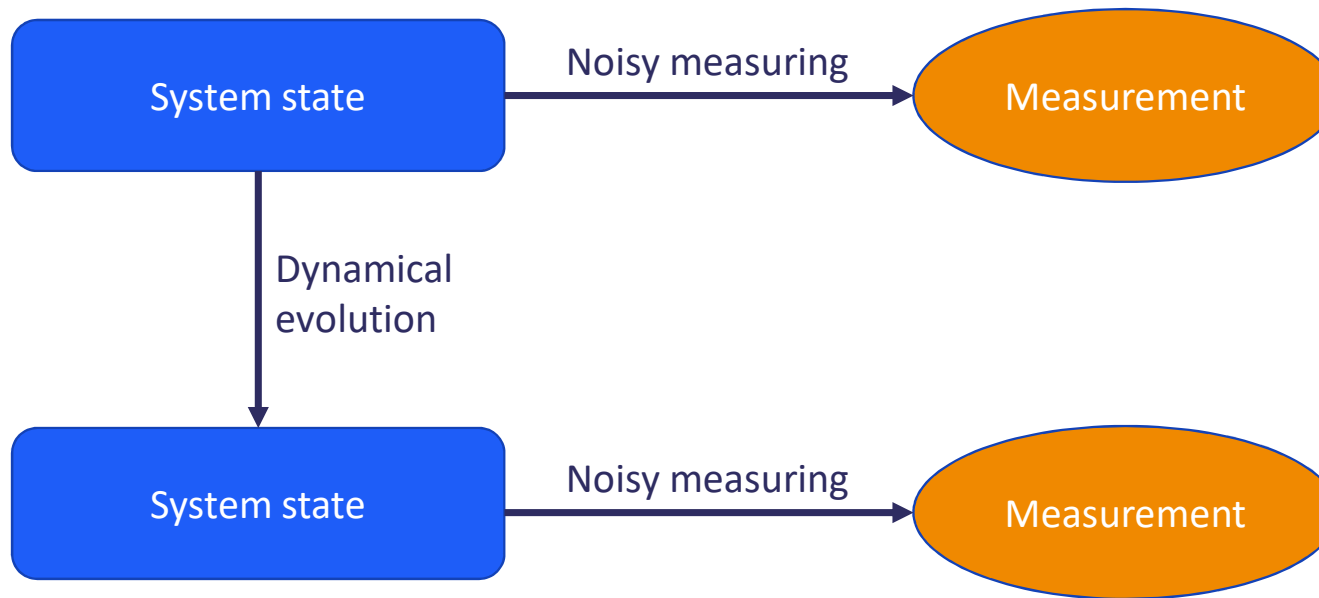 System state
Noisy measuring
Measurement
Dynamical
evolution
System state
Noisy measuring
Measurement